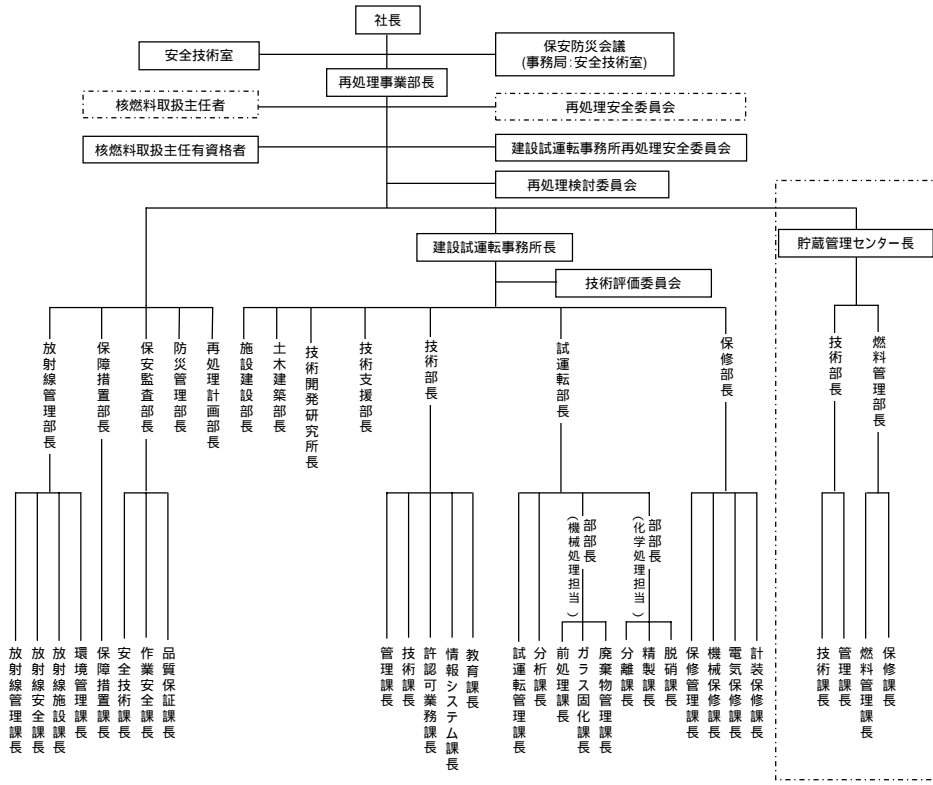 社長
安全技術室
保安防災会議
(事務局:安全技術室)
再処理事業部長
核燃料取扱主任者
再処理安全委員会
核燃料取扱主任有資格者
建設試運転事務所再処理安全委員会
再処理検討委員会
建設試運転事務所長
貯蔵管理センター長
技術評価委員会
放射線管理部長
保障措置部長
保安監査部長
防災管理部長
再処理計画部長
施設建設部長
土木建築部長
技術開発研究所長
技術支援部長
技術部長
試運転部長
保修部長
技術部長
燃料管理部長
部部長
(機械処理担当)
部部長
(化学処理担当)
放射線管理課長
放射線安全課長
放射線施設課長
環境管理課長
保障措置課長
安全技術課長
作業安全課長
品質保証課長
管理課長
技術課長
許認可業務課長
情報システム課長
教育課長
試運転管理課長
分析課長
前処理課長
ガラス固化課長
廃棄物管理課長
分離課長
精製課長
脱硝課長
保修管理課長
機械保修課長
電気保修課長
計装保修課長
技術課長
管理課長
燃料管理課長
保修課長